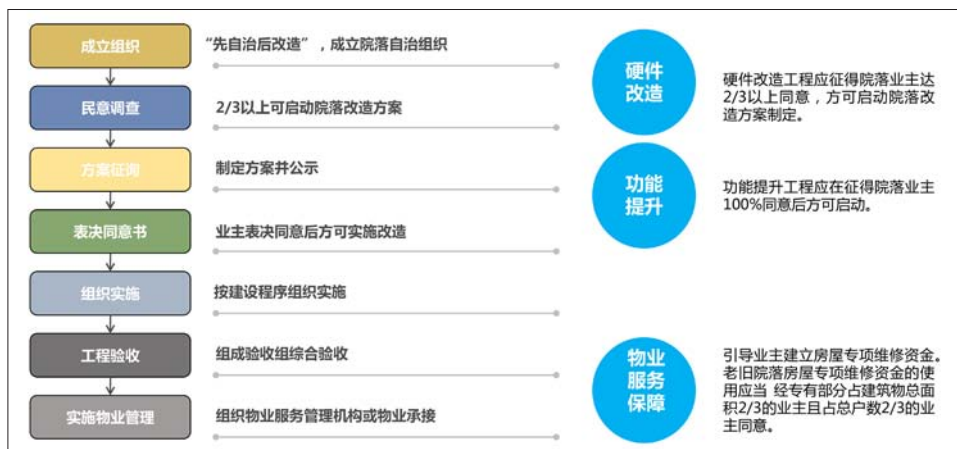 成立组织
“先自治后改造”，成立院落自治组织
民意调查
2/3以上可启动院落改造方案
方案征询
制定方案并公示
表决同意书
业主表决同意后方可实施改造
组织实施
按建设程序组织实施
工程验收
组成验收组综合验收
实施物业管理
组织物业服务管理机构或物业承接
硬件
改造
硬件改造工程应征得院落业主达
2/3以上同意，方可启动院落改
造方案制定。
功能
提升
功能提升工程应在征得院落业主
100%同意后方可启动。
物业
服务
保障
引导业主建立房屋专项维修资金。
老旧院落房屋专项维修资金的使
用应当 经专有部分占建筑物总面
积2/3的业主且占总户数2/3的业
主同意。